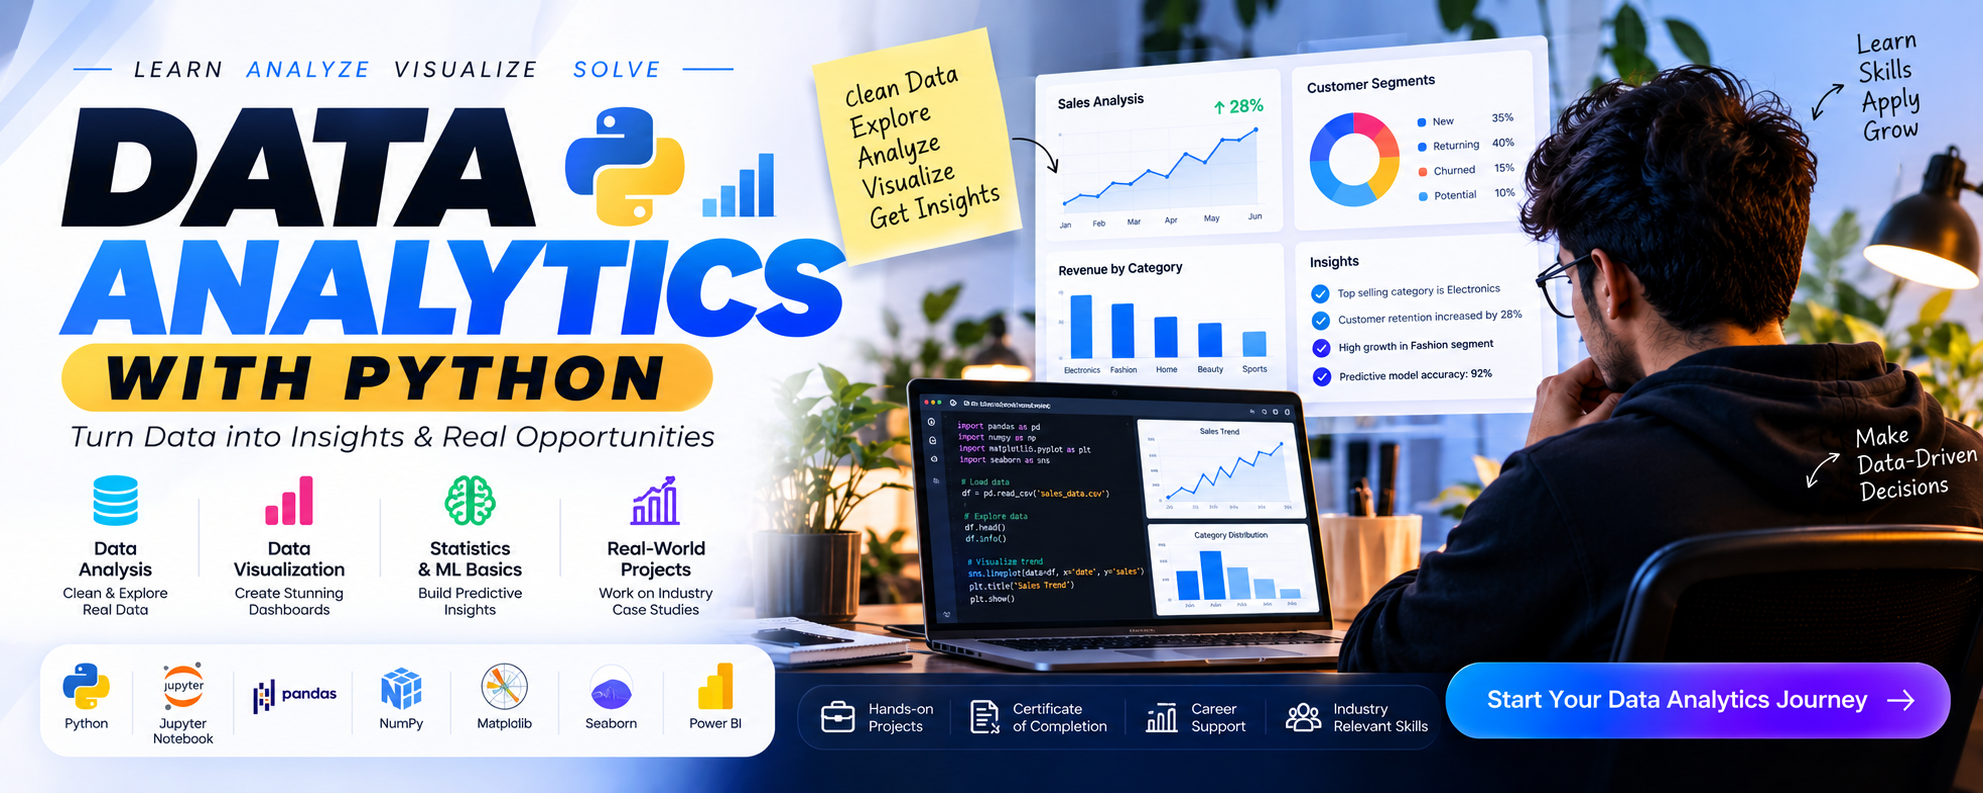 LEARN ANALYZE VISUALIZE SOLVE
DATA
ANALYTICS
WITH PYTHON
Turn Data into Insights & Real Opportunities
Data
Analysis
Clean & Explore
Real Data
Data
Visualization
Create Stunning
Dashboards
Statistics
& ML Basics
Build Predictive
Insights
Real-World
Projects
Work on Industry
Case Studies
Python
jupyter
Jupyter
Notebook
pandas
NumPy
Matplolib
Seaborn
Power BI
Clean Data
Explore
Analyze
Visualize
Get Insights
Sales Analysis
↑ 28%
Jan Feb Mar Apr May Jun
Customer Segments
New 35%
Returning 40%
Churned 15%
Potential 10%
Revenue by Category
Electronics Fashion Home Beauty Sports
Insights
Top selling category is Electronics
Customer retention increased by 28%
High growth in Fashion segment
Predictive model accuracy: 92%
Learn
Skills
Apply
Grow
Make
Data-Driven
Decisions
import pandas as pd
import numpy as np
import matplotlib.pyplot as plt
import seaborn as sns
# Load data
df = pd.read_csv('sales_data.csv')
# Explore data
df.head()
df.info()
# Visualize trend
sns.lineplot(data=df, x='date', y='sales')
plt.title('Sales Trend')
plt.show()
Sales Trend
Category Distribution
Hands-on
Projects
Certificate
of Completion
Career
Support
Industry
Relevant Skills
Start Your Data Analytics Journey →